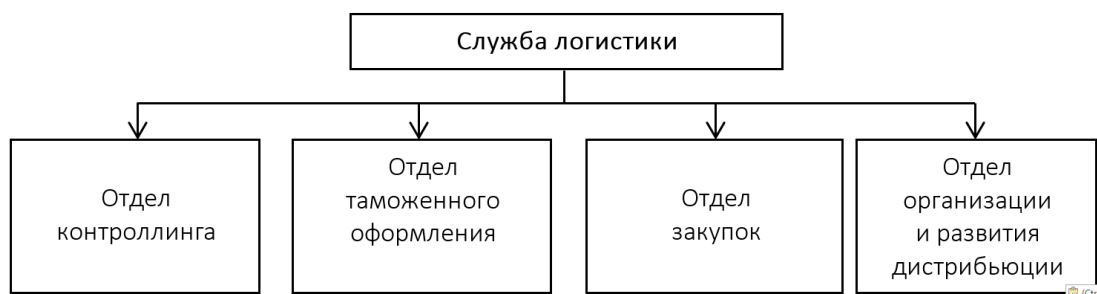 Служба логистики
Отдел
контроллинга
Отдел
таможенного
оформления
Отдел
закупок
Отдел
организации
и развития
дистрибьюции